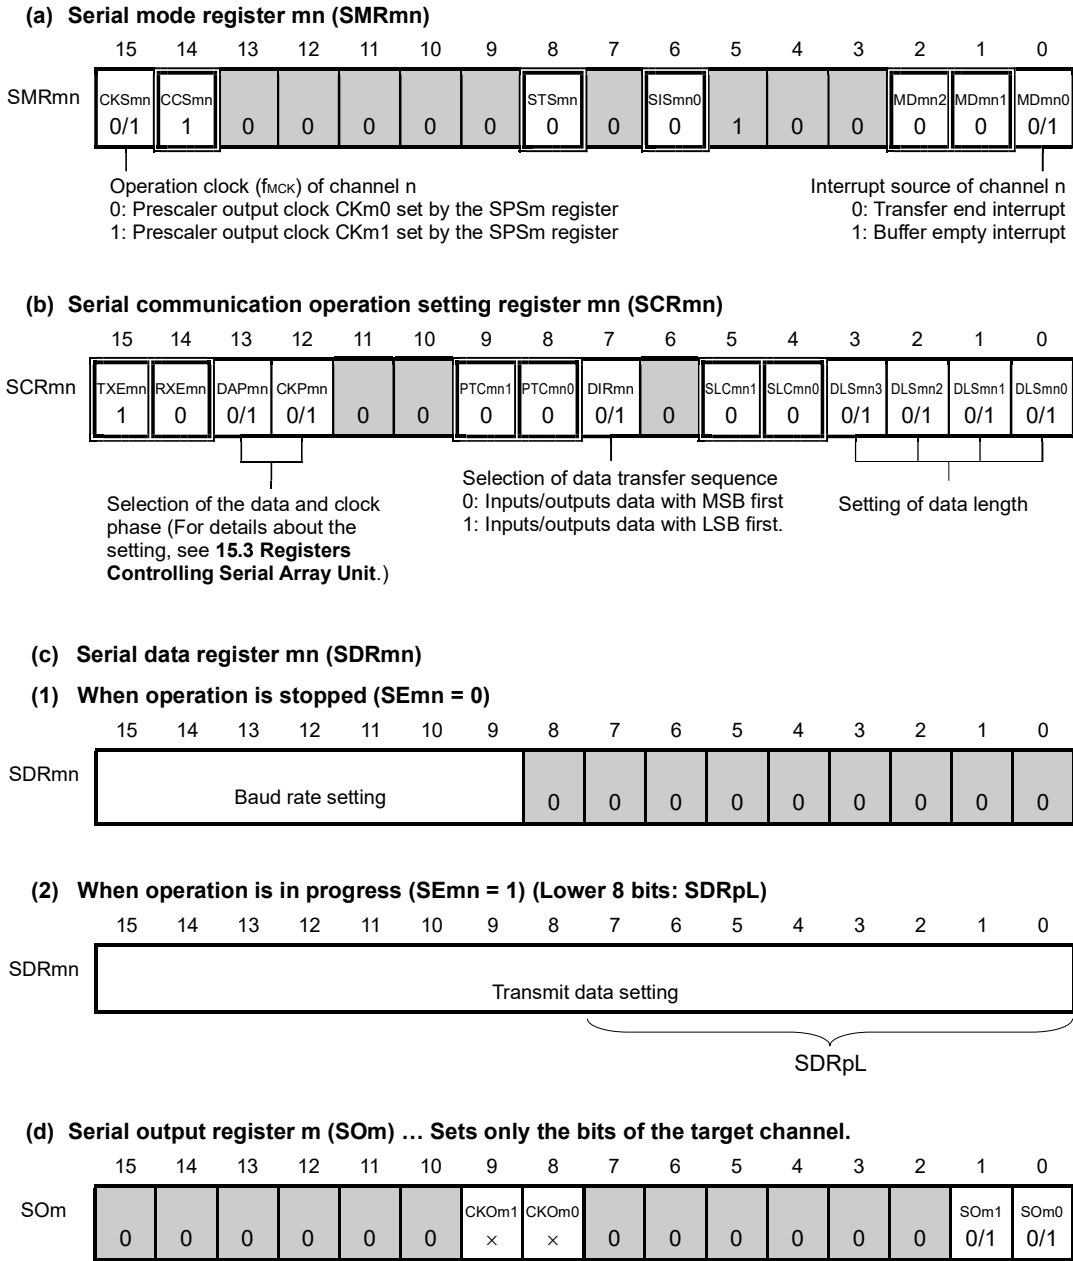 (a) Serial mode register mn (SMRmn)
15 14 13 12 11 10 9 8 7 6 5 4 3 2 1 0
SMRmn CKSmn CCSmn STSmn SISmn0 MDmn2 MDmn1 MDmn0
0/1 1 0 0 0 0 0 0 0 0 1 0 0 0 0 0/1
Operation clock (fMCK) of channel n
0: Prescaler output clock CKm0 set by the SPSm register
1: Prescaler output clock CKm1 set by the SPSm register
Interrupt source of channel n
0: Transfer end interrupt
1: Buffer empty interrupt
(b) Serial communication operation setting register mn (SCRmn)
15 14 13 12 11 10 9 8 7 6 5 4 3 2 1 0
SCRmn TXEmn RXEmn DAPmn CKPmn PTCmn1 PTCmn0 DIRmn SLCmn1 SLCmn0 DLSmn3 DLSmn2 DLSmn1 DLSmn0
1 0 0/1 0/1 0 0 0 0 0/1 0 0 0 0/1 0/1 0/1 0/1
Selection of the data and clock
phase (For details about the
setting, see 15.3 Registers
Controlling Serial Array Unit.)
Selection of data transfer sequence
0: Inputs/outputs data with MSB first
1: Inputs/outputs data with LSB first.
Setting of data length
(c) Serial data register mn (SDRmn)
(1) When operation is stopped (SEmn = 0)
15 14 13 12 11 10 9 8 7 6 5 4 3 2 1 0
SDRmn
Baud rate setting 0 0 0 0 0 0 0 0 0
(2) When operation is in progress (SEmn = 1) (Lower 8 bits: SDRpL)
15 14 13 12 11 10 9 8 7 6 5 4 3 2 1 0
SDRmn
Transmit data setting
SDRpL
(d) Serial output register m (SOm) … Sets only the bits of the target channel.
15 14 13 12 11 10 9 8 7 6 5 4 3 2 1 0
SOm CKOm1 CKOm0 SOm1 SOm0
0 0 0 0 0 0 × × 0 0 0 0 0 0 0/1 0/1